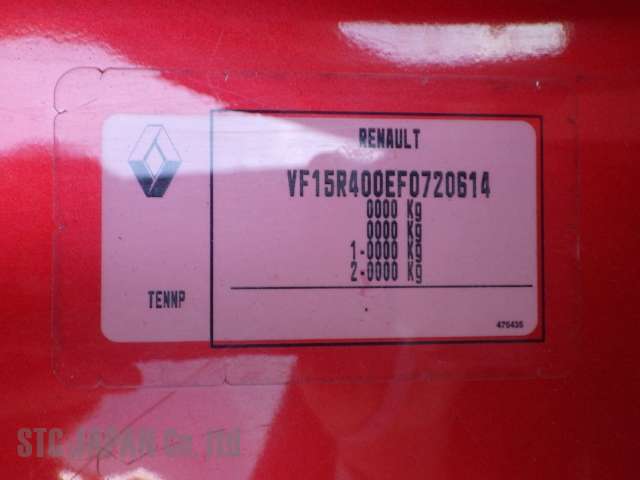 RENAULT
VF15R400EF0720614
0000 Kg
0000 Kg
1-0000 Kg
2-0000 Kg
TENNP
475435
STC JAPAN Co. ltd